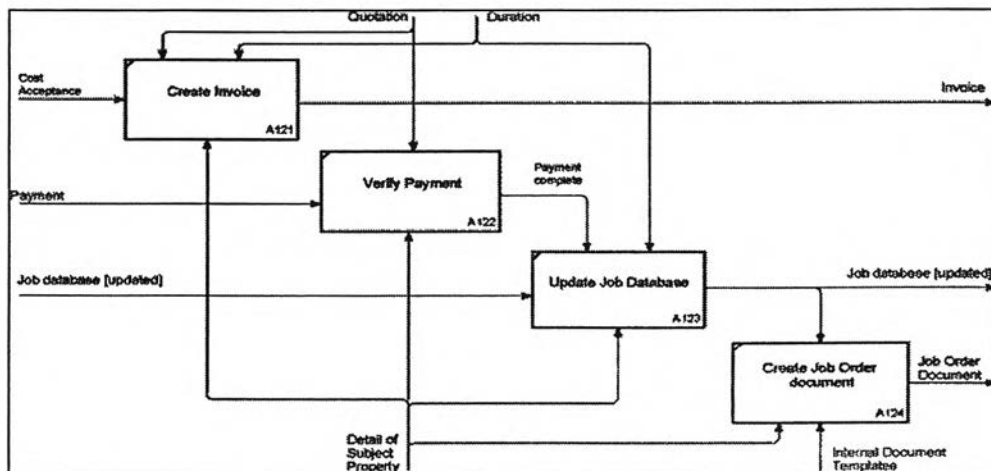 Quotation
Duration
Cost
Acceptance
Create Invoice
A121
Invoice
Payment
Verify Payment
A122
Payment
complete
Job database [updated]
Update Job Database
A123
Job database [updated]
Create Job Order
document
A124
Job Order
Document
Detail of
Subject
Property
Internal Document
Templates